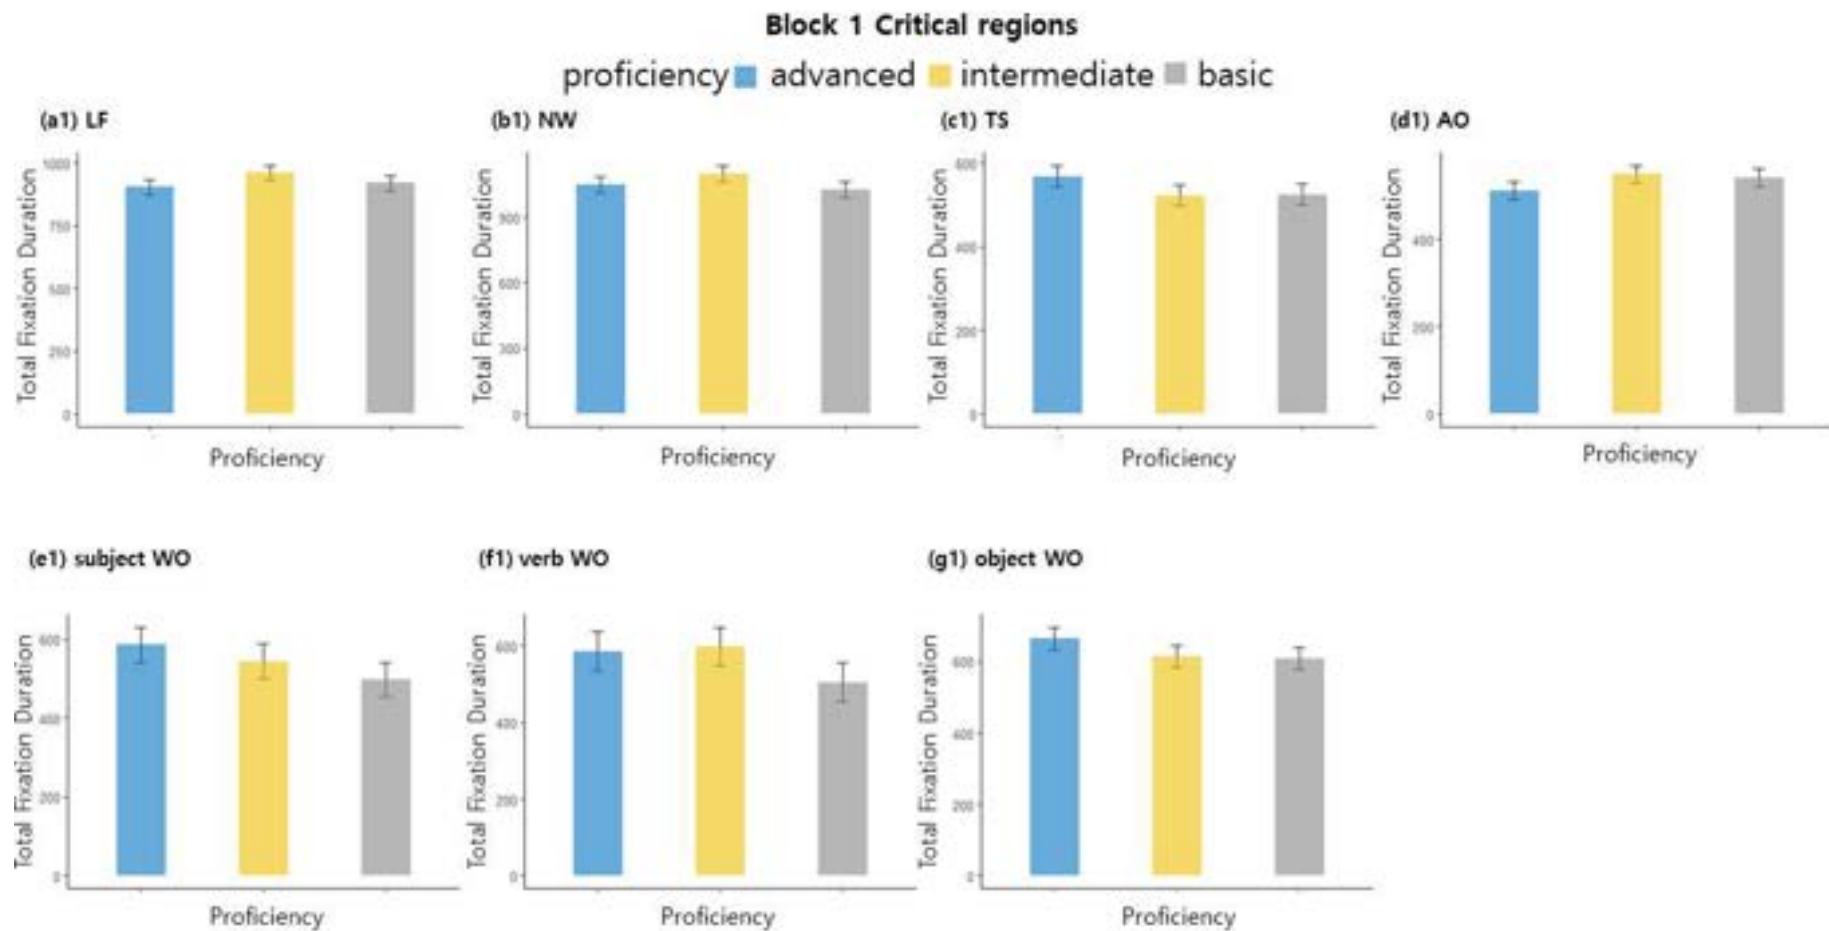 Block 1 Critical regions
proficiency advanced intermediate basic
(a1) LF
(b1) NW
(c1) TS
(d1) AO
Total Fixation Duration
1000
750
500
250
0
Proficiency
Total Fixation Duration
900
600
300
0
Proficiency
Total Fixation Duration
600
400
200
0
Proficiency
Total Fixation Duration
400
200
0
Proficiency
(e1) subject WO
(f1) verb WO
(g1) object WO
Total Fixation Duration
600
400
200
0
Proficiency
Total Fixation Duration
600
400
200
0
Proficiency
Total Fixation Duration
600
400
200
0
Proficiency